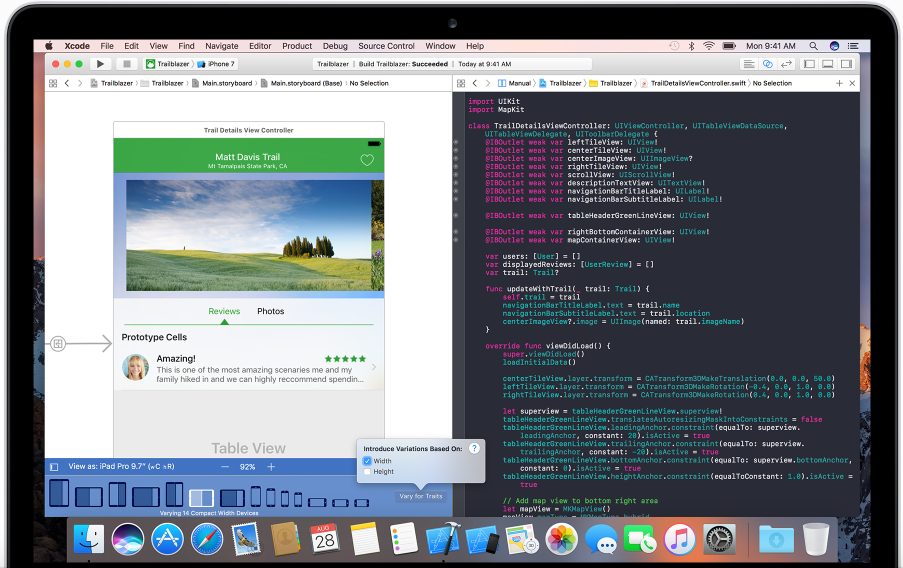 Xcode File Edit View Find Navigate Editor Product Debug Source Control Window Help
Mon 9:41 AM
Trailblazer iPhone 7
Trailblazer | Build Trailblazer: Succeeded | Today at 9:41 AM
Trailblazer Trailblazer Main.storyboard Main.storyboard (Base) No Selection
Trail Details View Controller
Matt Davis Trail
Mt Tamalpais State Park, CA
Reviews Photos
Prototype Cells
Amazing!
This is one of the most amazing scenaries me and my
family hiked in and we can highly reccommend spendin...
Table View
Introduce Variations Based On: ?
Width
Height
View as: iPad Pro 9.7" (wC hR) — 92% +
Vary for Traits
Varying 14 Compact Width Devices
Manual Trailblazer Trailblazer TrailDetailsViewController.swift No Selection
import UIKit
import MapKit
class TrailDetailsViewController: UIViewController, UITableViewDataSource,
UITableViewDelegate, UIToolbarDelegate {
@IBOutlet weak var leftTileView: UIView!
@IBOutlet weak var centerTileView: UIView!
@IBOutlet weak var centerImageView: UIImageView?
@IBOutlet weak var rightTileView: UIView!
@IBOutlet weak var scrollView: UIScrollView!
@IBOutlet weak var descriptionTextView: UITextView!
@IBOutlet weak var navigationBarTitleLabel: UILabel!
@IBOutlet weak var navigationBarSubtitleLabel: UILabel!
@IBOutlet weak var tableHeaderGreenLineView: UIView!
@IBOutlet weak var rightBottomContainerView: UIView!
@IBOutlet weak var mapContainerView: UIView!
var users: [User] = []
var displayedReviews: [UserReview] = []
var trail: Trail?
func updateWithTrail(_ trail: Trail) {
self.trail = trail
navigationBarTitleLabel.text = trail.name
navigationBarSubtitleLabel.text = trail.location
centerImageView?.image = UIImage(named: trail.imageName)
}
override func viewDidLoad() {
super.viewDidLoad()
loadInitialData()
centerTileView.layer.transform = CATransform3DMakeTranslation(0.0, 0.0, 50.0)
leftTileView.layer.transform = CATransform3DMakeRotation(-0.4, 0.0, 1.0, 0.0)
rightTileView.layer.transform = CATransform3DMakeRotation(0.4, 0.0, 1.0, 0.0)
let superview = tableHeaderGreenLineView.superview!
tableHeaderGreenLineView.translatesAutoresizingMaskIntoConstraints = false
tableHeaderGreenLineView.leadingAnchor.constraint(equalTo: superview.
leadingAnchor, constant: 20).isActive = true
tableHeaderGreenLineView.trailingAnchor.constraint(equalTo: superview.
trailingAnchor, constant: -20).isActive = true
tableHeaderGreenLineView.bottomAnchor.constraint(equalTo: superview.bottomAnchor,
constant: 0).isActive = true
tableHeaderGreenLineView.heightAnchor.constraint(equalToConstant: 1.0).isActive =
true
// Add map view to bottom right area
let mapView = MKMapView()
AUG
28